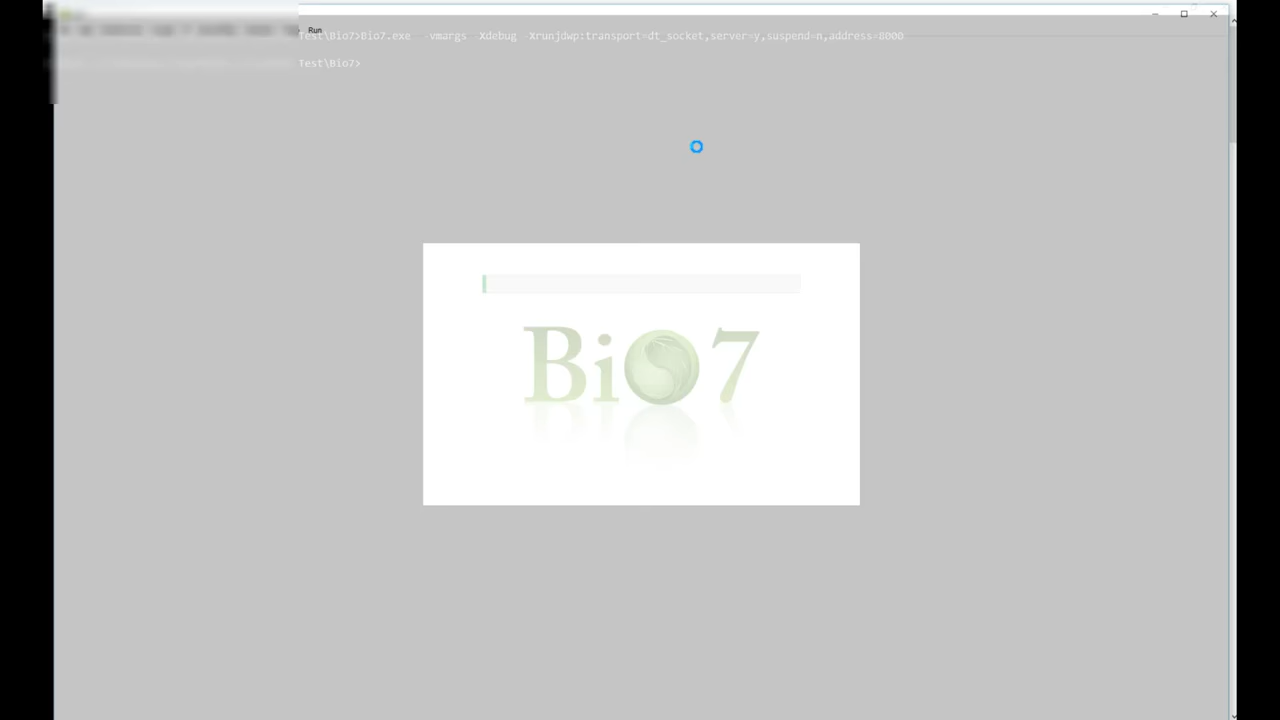 Run
Test\Bio7>Bio7.exe -vmargs -Xdebug -Xrunjdwp:transport=dt_socket,server=y,suspend=n,address=8000
Test\Bio7>
Bio7